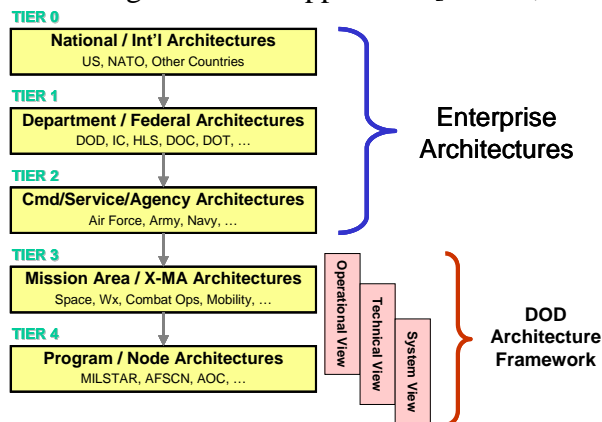 TIER 0
National / Int'l Architectures
US, NATO, Other Countries
TIER 1
Department / Federal Architectures
DOD, IC, HLS, DOC, DOT, …
TIER 2
Cmd/Service/Agency Architectures
Air Force, Army, Navy, …
Enterprise
Architectures
TIER 3
Mission Area / X-MA Architectures
Space, Wx, Combat Ops, Mobility, …
TIER 4
Program / Node Architectures
MILSTAR, AFSCN, AOC, …
Operational View
Technical View
System View
DOD
Architecture
Framework